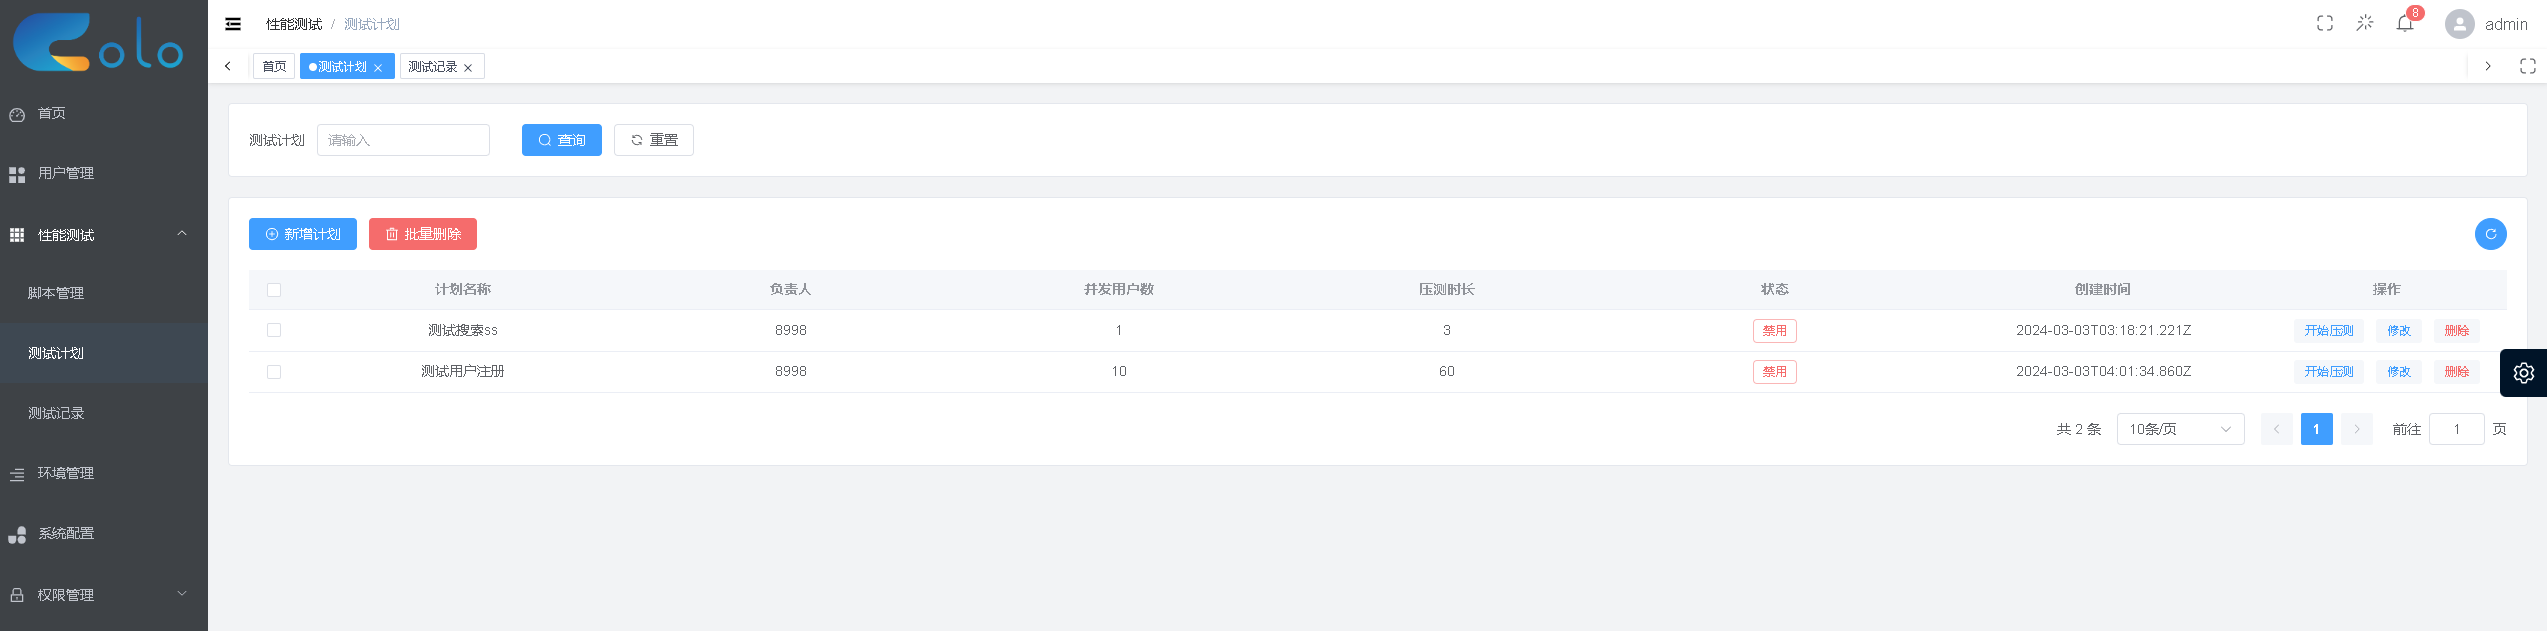 Colo
首页
用户管理
性能测试
脚本管理
测试计划
测试记录
环境管理
系统配置
权限管理
性能测试 / 测试计划
8
admin
首页 测试计划 测试记录
测试计划 请输入 查询 重置
新增计划 批量删除
计划名称 负责人 并发用户数 压测时长 状态 创建时间 操作
测试搜索ss 8998 1 3 禁用 2024-03-03T03:18:21.221Z 开始压测 修改 删除
测试用户注册 8998 10 60 禁用 2024-03-03T04:01:34.860Z 开始压测 修改 删除
共 2 条 10条/页 1 前往 1 页